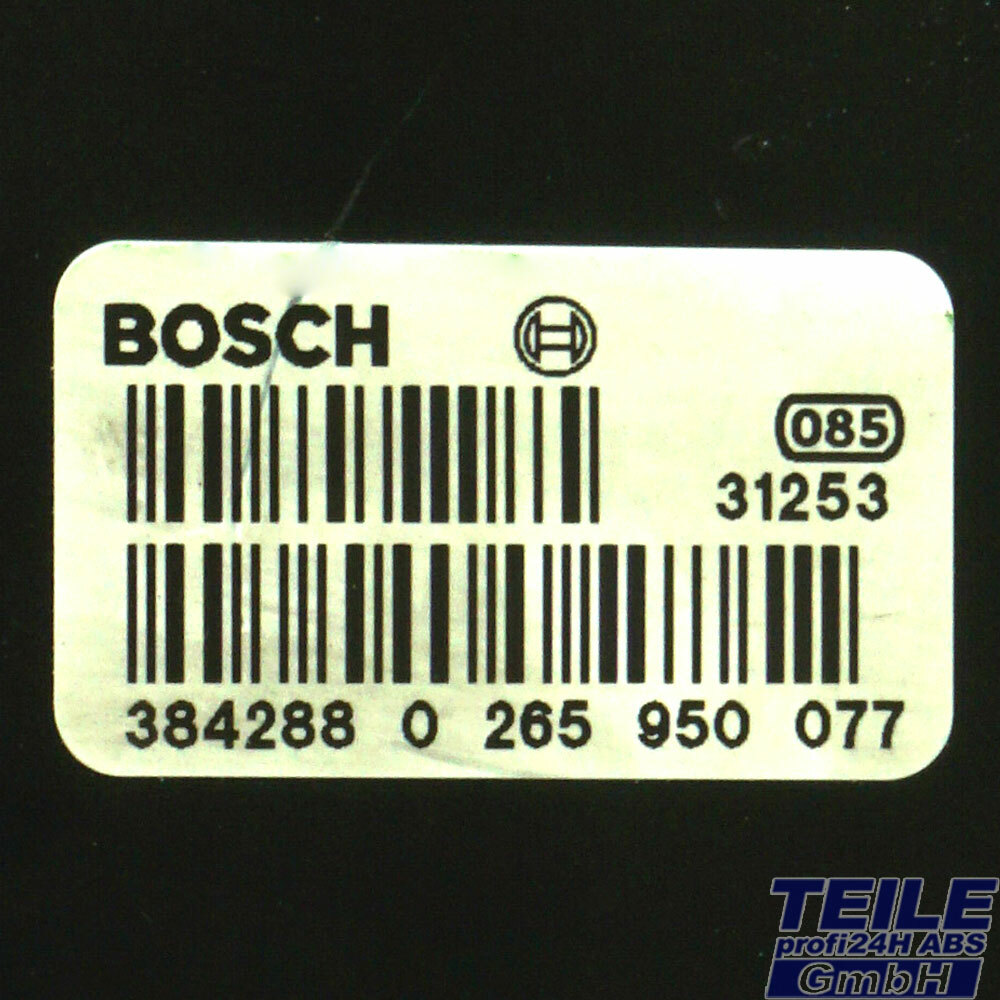 BOSCH
085
31253
384288 0 265 950 077
TEILE
profi24H ABS
GmbH